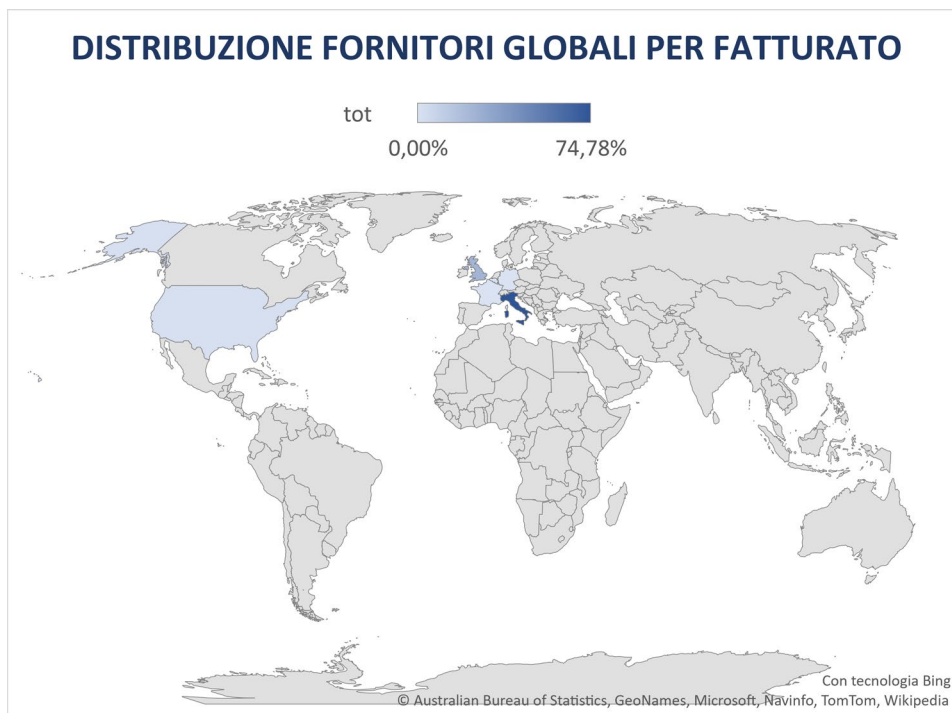 DISTRIBUZIONE FORNITORI GLOBALI PER FATTURATO
tot
0,00% 74,78%
Con tecnologia Bing
© Australian Bureau of Statistics, GeoNames, Microsoft, Navinfo, TomTom, Wikipedia